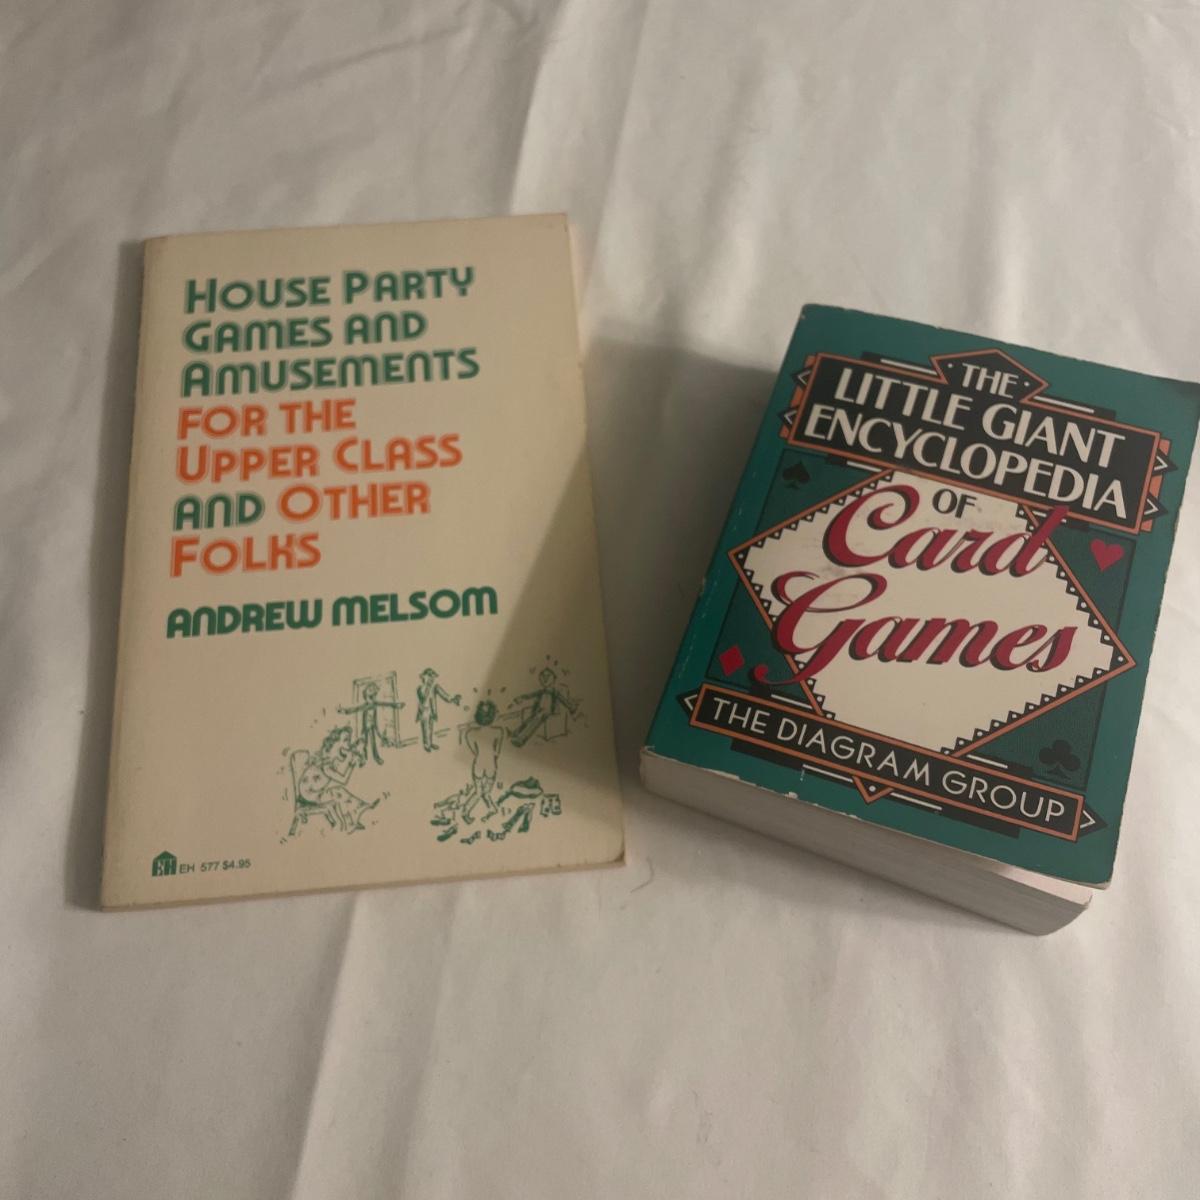 HOUSE PARTY
GAMES AND
AMUSEMENTS
FOR THE
UPPER CLASS
AND OTHER
FOLKS
ANDREW MELSOM
EH EH 577 $4.95
THE
LITTLE GIANT
ENCYCLOPEDIA
OF
Card
Games
THE DIAGRAM GROUP